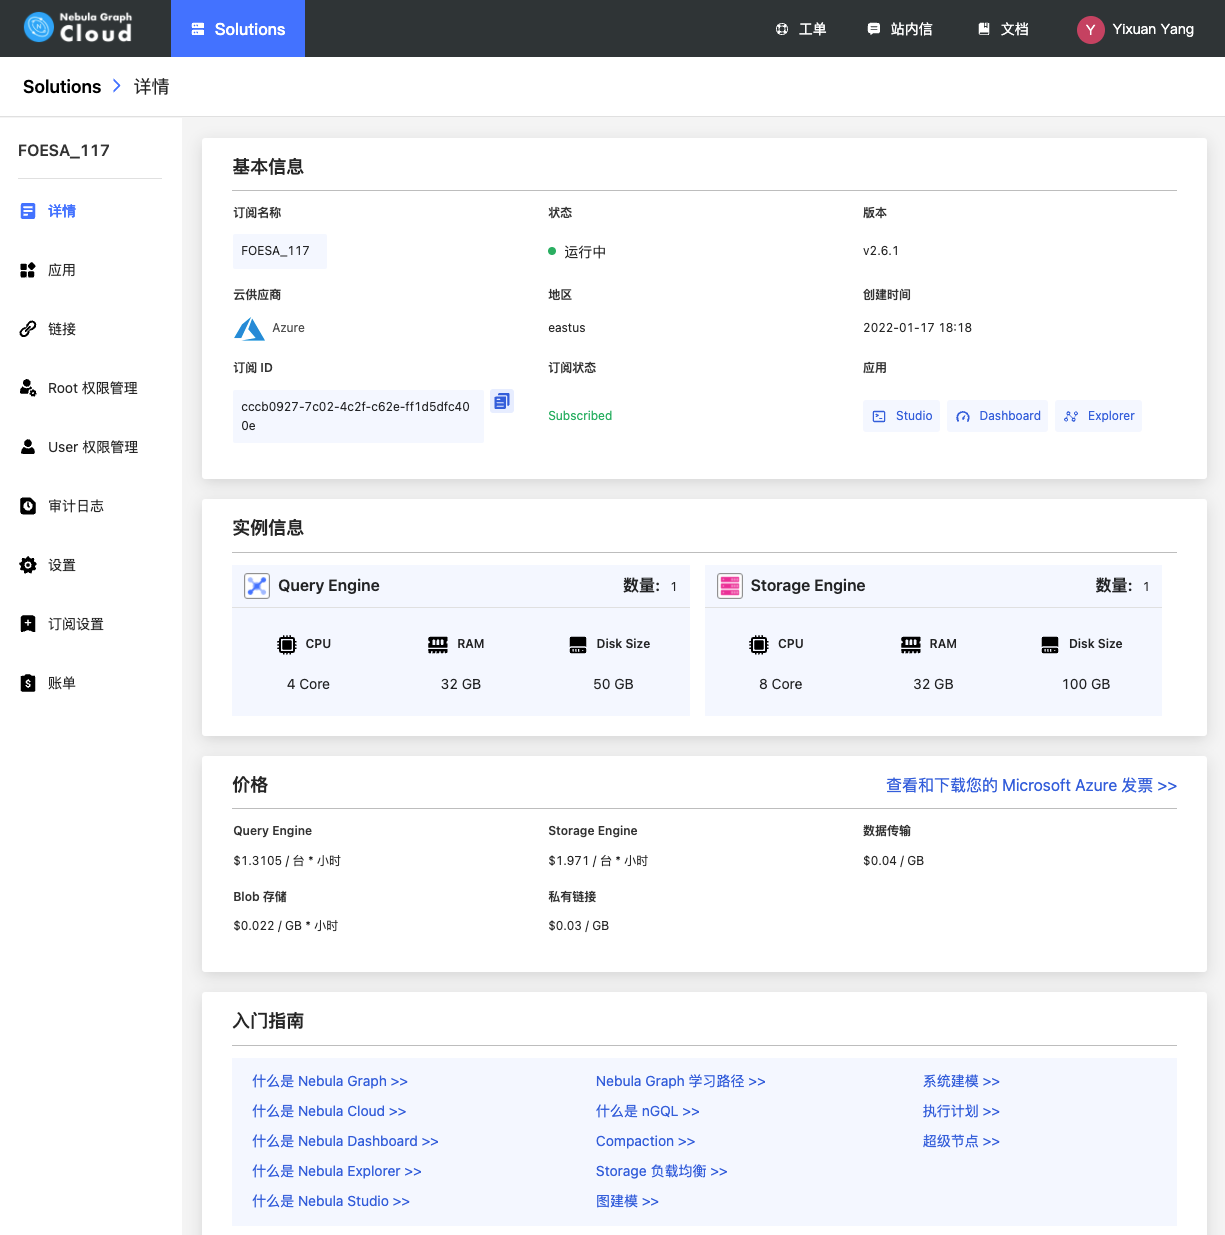 Nebula Graph
Cloud
Solutions
工单
站内信
文档
Y
Yixuan Yang
Solutions > 详情
FOESA_117
详情
应用
链接
Root 权限管理
User 权限管理
审计日志
设置
订阅设置
账单
基本信息
订阅名称
状态
版本
FOESA_117
运行中
v2.6.1
云供应商
地区
创建时间
Azure
eastus
2022-01-17 18:18
订阅 ID
订阅状态
应用
cccb0927-7c02-4c2f-c62e-ff1d5dfc40
0e
Subscribed
Studio
Dashboard
Explorer
实例信息
Query Engine
数量: 1
CPU
RAM
Disk Size
4 Core
32 GB
50 GB
Storage Engine
数量: 1
CPU
RAM
Disk Size
8 Core
32 GB
100 GB
价格
查看和下载您的 Microsoft Azure 发票 >>
Query Engine
Storage Engine
数据传输
$1.3105 / 台 * 小时
$1.971 / 台 * 小时
$0.04 / GB
Blob 存储
私有链接
$0.022 / GB * 小时
$0.03 / GB
入门指南
什么是 Nebula Graph >>
什么是 Nebula Cloud >>
什么是 Nebula Dashboard >>
什么是 Nebula Explorer >>
什么是 Nebula Studio >>
Nebula Graph 学习路径 >>
什么是 nGQL >>
Compaction >>
Storage 负载均衡 >>
图建模 >>
系统建模 >>
执行计划 >>
超级节点 >>